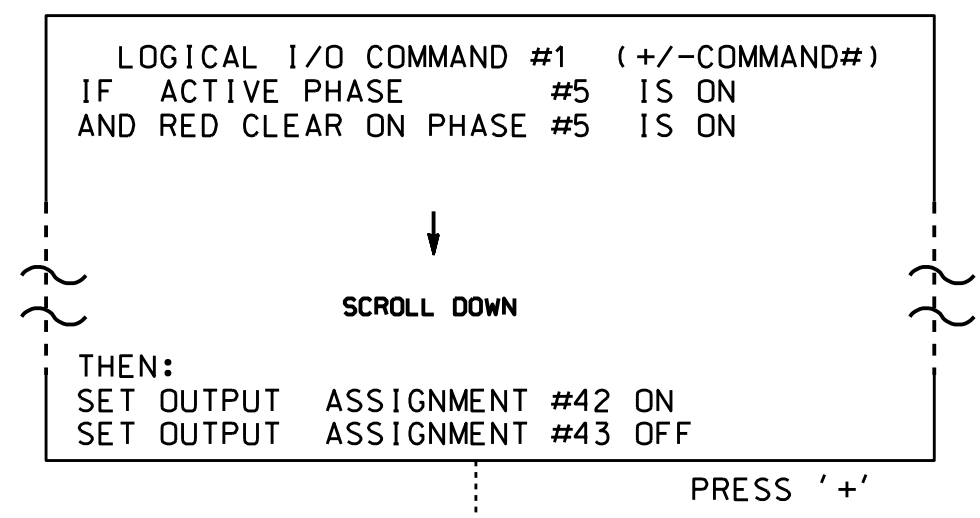 LOGICAL I/O COMMAND #1 (+/-COMMAND#)
IF ACTIVE PHASE #5 IS ON
AND RED CLEAR ON PHASE #5 IS ON
SCROLL DOWN
THEN:
SET OUTPUT ASSIGNMENT #42 ON
SET OUTPUT ASSIGNMENT #43 OFF
PRESS '+'